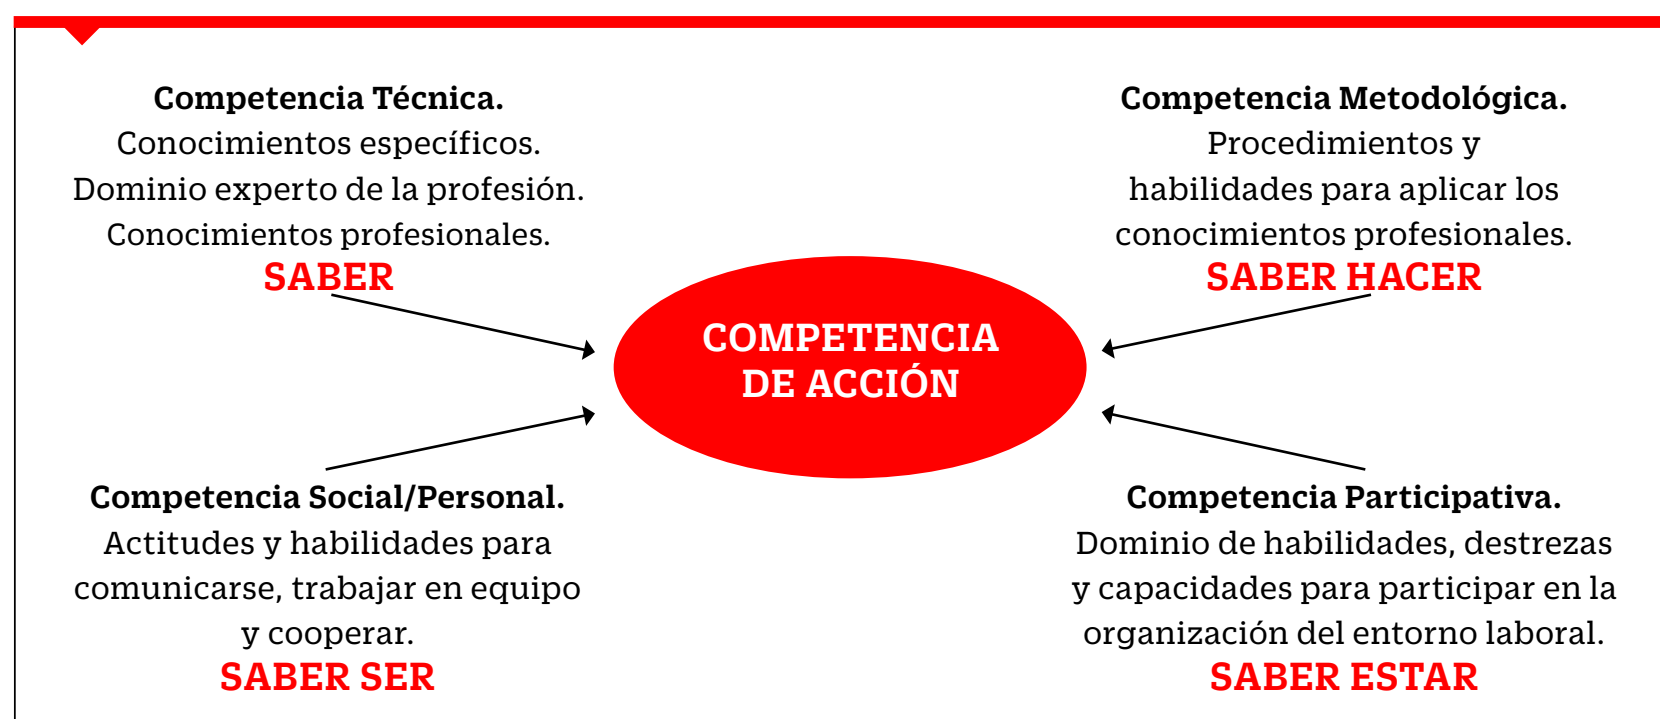 Competencia Técnica.
Conocimientos específicos.
Dominio experto de la profesión.
Conocimientos profesionales.
SABER
Competencia Metodológica.
Procedimientos y
habilidades para aplicar los
conocimientos profesionales.
SABER HACER
COMPETENCIA
DE ACCIÓN
Competencia Social/Personal.
Actitudes y habilidades para
comunicarse, trabajar en equipo
y cooperar.
SABER SER
Competencia Participativa.
Dominio de habilidades, destrezas
y capacidades para participar en la
organización del entorno laboral.
SABER ESTAR